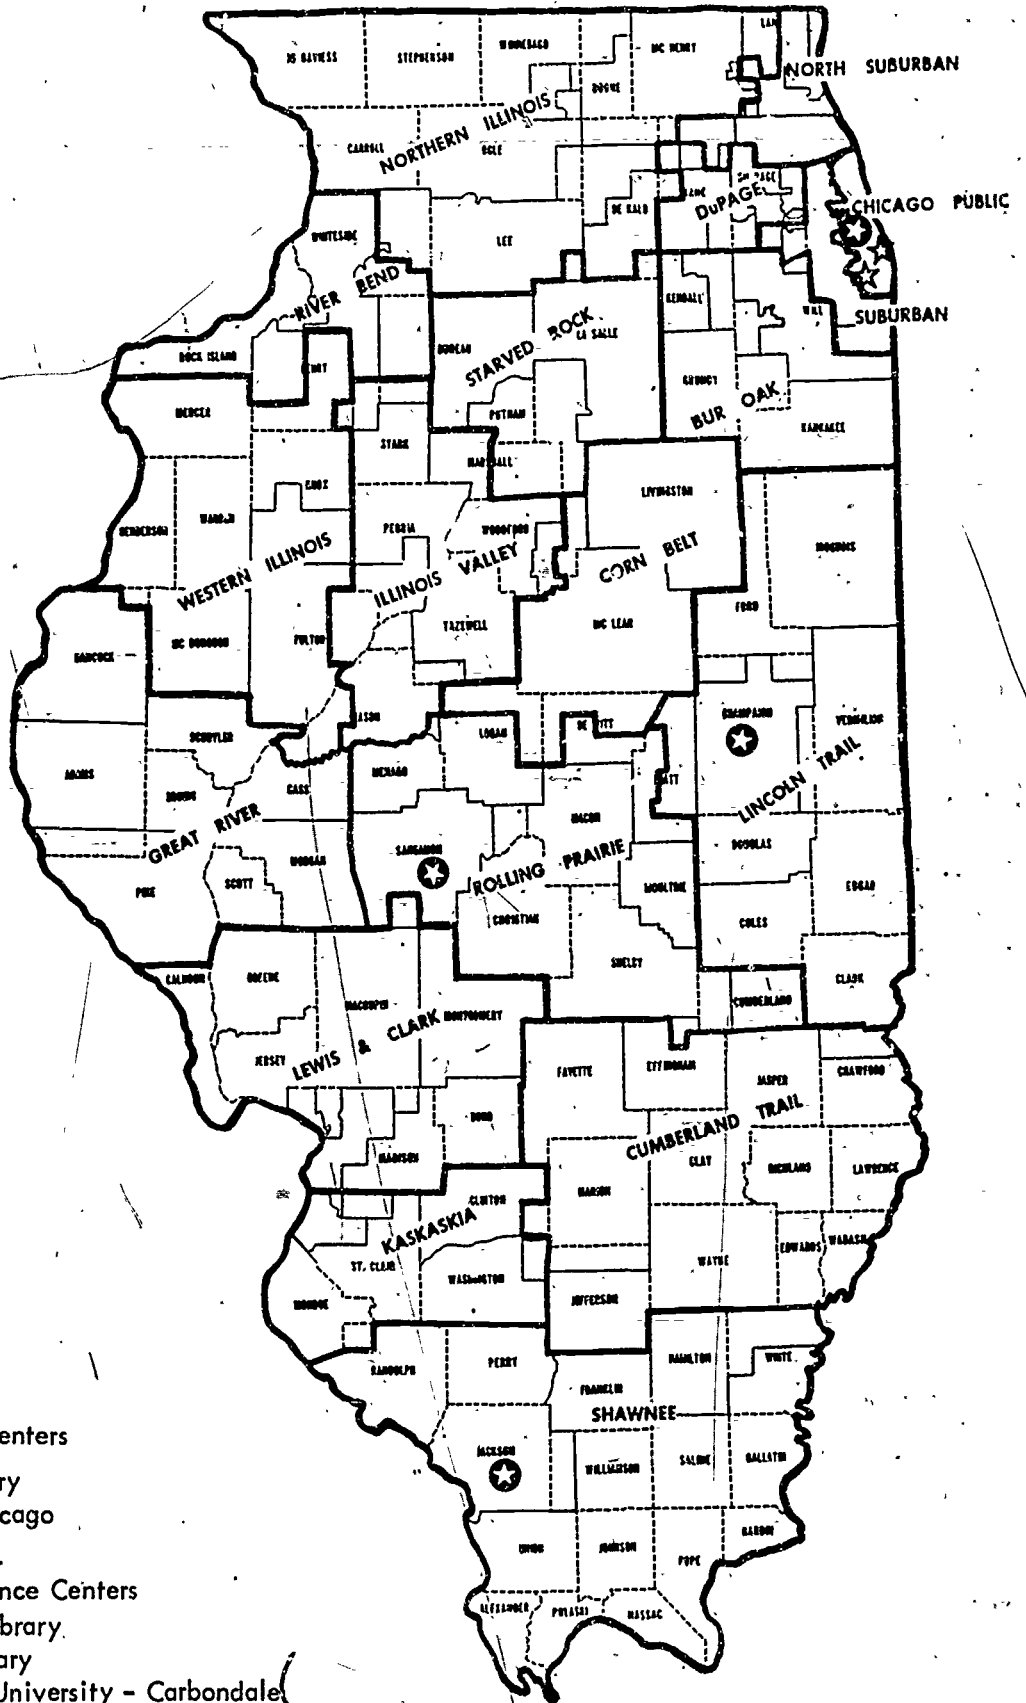 JO DAVIESS
STEPHENSON
WINNEBAGO
MC HENRY
BOONE
NORTH SUBURBAN
NORTHERN ILLINOIS
CARROLL
OGLE
DuPAGE
DE KALB
CHICAGO PUBLIC
WHITESIDE
LEE
RIVER BEND
KENDALL
WILL
SUBURBAN
STARVED ROCK
LA SALLE
BUREAU
ROCK ISLAND
GRUNDY
BUR OAK
MERCER
PUTNAM
KANKAKEE
STARK
MARSHALL
KNOX
LIVINGSTON
HENDERSON
WARREN
PEORIA
WOODFORD
IROQUOIS
WESTERN ILLINOIS
ILLINOIS VALLEY
CORN BELT
FORD
HANCOCK
MC DONOUGH
FULTON
TAZEWELL
MC LEAN
SCHUYLER
MASON
LOGAN
DE WITT
CHAMPAIGN
VERMILION
ADAMS
BROWN
CASS
MENARD
PIATT
LINCOLN TRAIL
GREAT RIVER
MACON
SANGAMON
ROLLING PRAIRIE
DOUGLAS
PIKE
SCOTT
MORGAN
MOULTRIE
EDGAR
CHRISTIAN
COLES
SHELBY
CALHOUN
GREENE
CLARK
MACOUPIN
MONTGOMERY
CUMBERLAND
LEWIS & CLARK
JERSEY
FAYETTE
EFFINGHAM
JASPER
CRAWFORD
BOND
CUMBERLAND TRAIL
MADISON
CLAY
RICHLAND
LAWRENCE
CLINTON
MARION
KASKASKIA
ST. CLAIR
WASHINGTON
WAYNE
EDWARDS
WABASH
MONROE
JEFFERSON
RANDOLPH
PERRY
HAMILTON
WHITE
FRANKLIN
SHAWNEE
JACKSON
WILLIAMSON
SALINE
GALLATIN
UNION
JOHNSON
POPE
HARDIN
ALEXANDER
PULASKI
MASSAC
enters
ry
cago
nce Centers
brary
ary
University - Carbondale